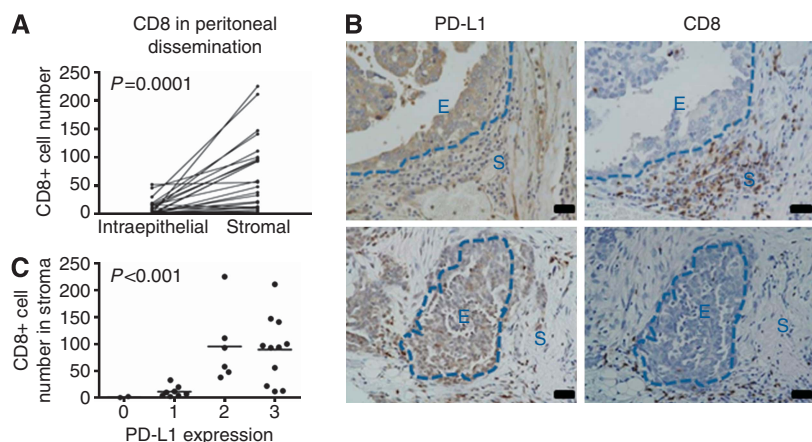 A
CD8 in peritoneal
dissemination
CD8+ cell number
250
200
150
100
50
0
P=0.0001
Intraepithelial Stromal
B
PD-L1
CD8
E
S
E
S
E
S
E
S
C
CD8+ cell
number in stroma
250
200
150
100
50
0
P<0.001
0 1 2 3
PD-L1 expression